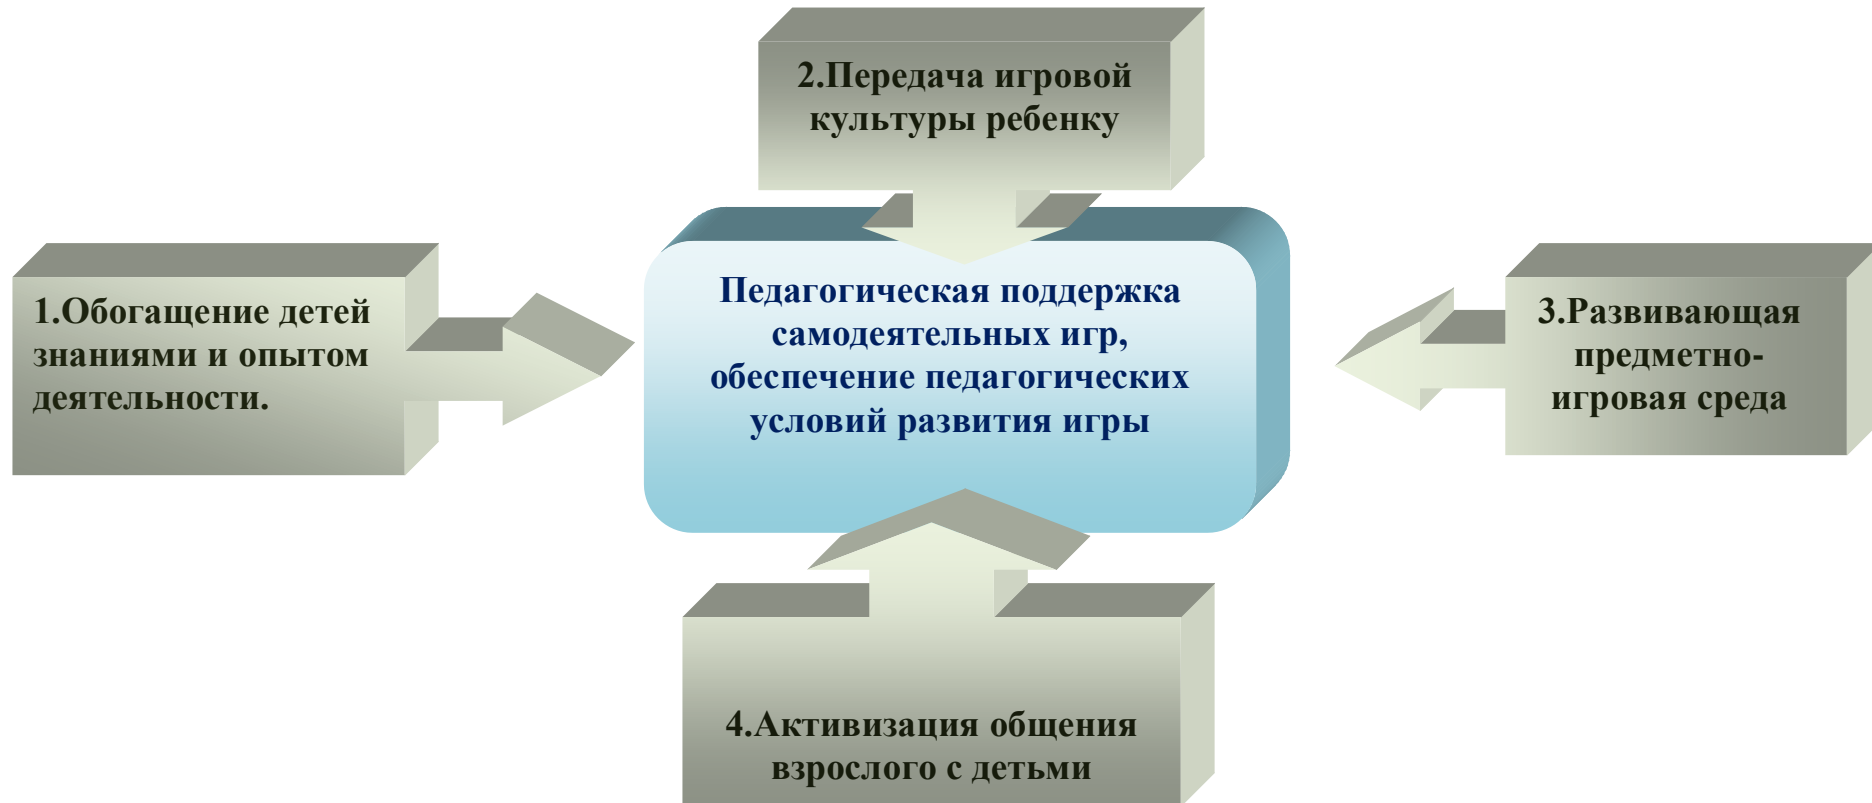 2.Передача игровой
культуры ребенку
1.Обогащение детей
знаниями и опытом
деятельности.
Педагогическая поддержка
самодеятельных игр,
обеспечение педагогических
условий развития игры
3.Развивающая
предметно-
игровая среда
4.Активизация общения
взрослого с детьми